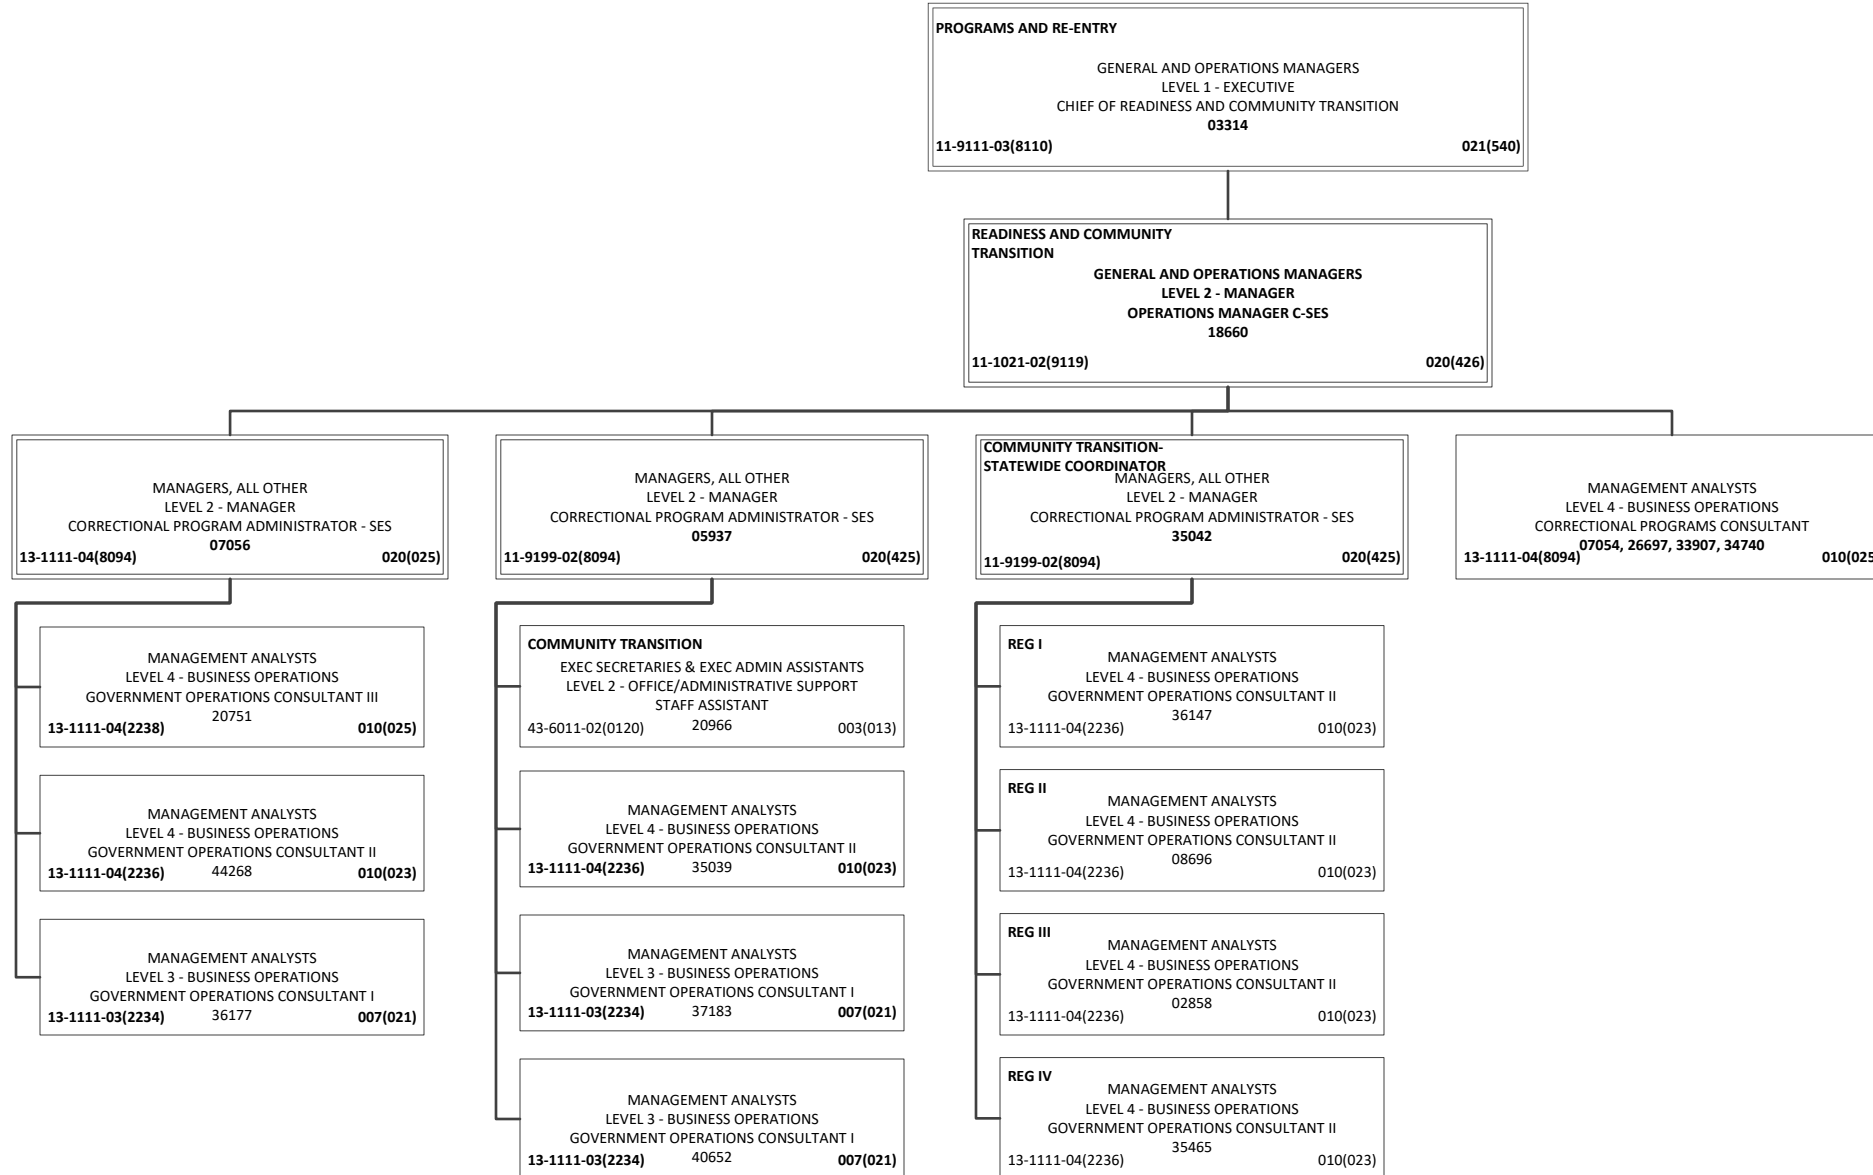 PROGRAMS AND RE-ENTRY
GENERAL AND OPERATIONS MANAGERS
LEVEL 1 - EXECUTIVE
CHIEF OF READINESS AND COMMUNITY TRANSITION
03314
11-9111-03(8110) 021(540)
READINESS AND COMMUNITY
TRANSITION
GENERAL AND OPERATIONS MANAGERS
LEVEL 2 - MANAGER
OPERATIONS MANAGER C-SES
18660
11-1021-02(9119) 020(426)
MANAGERS, ALL OTHER
LEVEL 2 - MANAGER
CORRECTIONAL PROGRAM ADMINISTRATOR - SES
07056
13-1111-04(8094) 020(025)
MANAGEMENT ANALYSTS
LEVEL 4 - BUSINESS OPERATIONS
GOVERNMENT OPERATIONS CONSULTANT III
20751
13-1111-04(2238) 010(025)
MANAGEMENT ANALYSTS
LEVEL 4 - BUSINESS OPERATIONS
GOVERNMENT OPERATIONS CONSULTANT II
13-1111-04(2236) 44268 010(023)
MANAGEMENT ANALYSTS
LEVEL 3 - BUSINESS OPERATIONS
GOVERNMENT OPERATIONS CONSULTANT I
13-1111-03(2234) 36177 007(021)
MANAGERS, ALL OTHER
LEVEL 2 - MANAGER
CORRECTIONAL PROGRAM ADMINISTRATOR - SES
05937
11-9199-02(8094) 020(425)
COMMUNITY TRANSITION
EXEC SECRETARIES & EXEC ADMIN ASSISTANTS
LEVEL 2 - OFFICE/ADMINISTRATIVE SUPPORT
STAFF ASSISTANT
43-6011-02(0120) 20966 003(013)
MANAGEMENT ANALYSTS
LEVEL 4 - BUSINESS OPERATIONS
GOVERNMENT OPERATIONS CONSULTANT II
13-1111-04(2236) 35039 010(023)
MANAGEMENT ANALYSTS
LEVEL 3 - BUSINESS OPERATIONS
GOVERNMENT OPERATIONS CONSULTANT I
13-1111-03(2234) 37183 007(021)
MANAGEMENT ANALYSTS
LEVEL 3 - BUSINESS OPERATIONS
GOVERNMENT OPERATIONS CONSULTANT I
13-1111-03(2234) 40652 007(021)
COMMUNITY TRANSITION-
STATEWIDE COORDINATOR
MANAGERS, ALL OTHER
LEVEL 2 - MANAGER
CORRECTIONAL PROGRAM ADMINISTRATOR - SES
35042
11-9199-02(8094) 020(425)
REG I
MANAGEMENT ANALYSTS
LEVEL 4 - BUSINESS OPERATIONS
GOVERNMENT OPERATIONS CONSULTANT II
36147
13-1111-04(2236) 010(023)
REG II
MANAGEMENT ANALYSTS
LEVEL 4 - BUSINESS OPERATIONS
GOVERNMENT OPERATIONS CONSULTANT II
08696
13-1111-04(2236) 010(023)
REG III
MANAGEMENT ANALYSTS
LEVEL 4 - BUSINESS OPERATIONS
GOVERNMENT OPERATIONS CONSULTANT II
02858
13-1111-04(2236) 010(023)
REG IV
MANAGEMENT ANALYSTS
LEVEL 4 - BUSINESS OPERATIONS
GOVERNMENT OPERATIONS CONSULTANT II
35465
13-1111-04(2236) 010(023)
MANAGEMENT ANALYSTS
LEVEL 4 - BUSINESS OPERATIONS
CORRECTIONAL PROGRAMS CONSULTANT
07054, 26697, 33907, 34740
13-1111-04(8094) 010(025